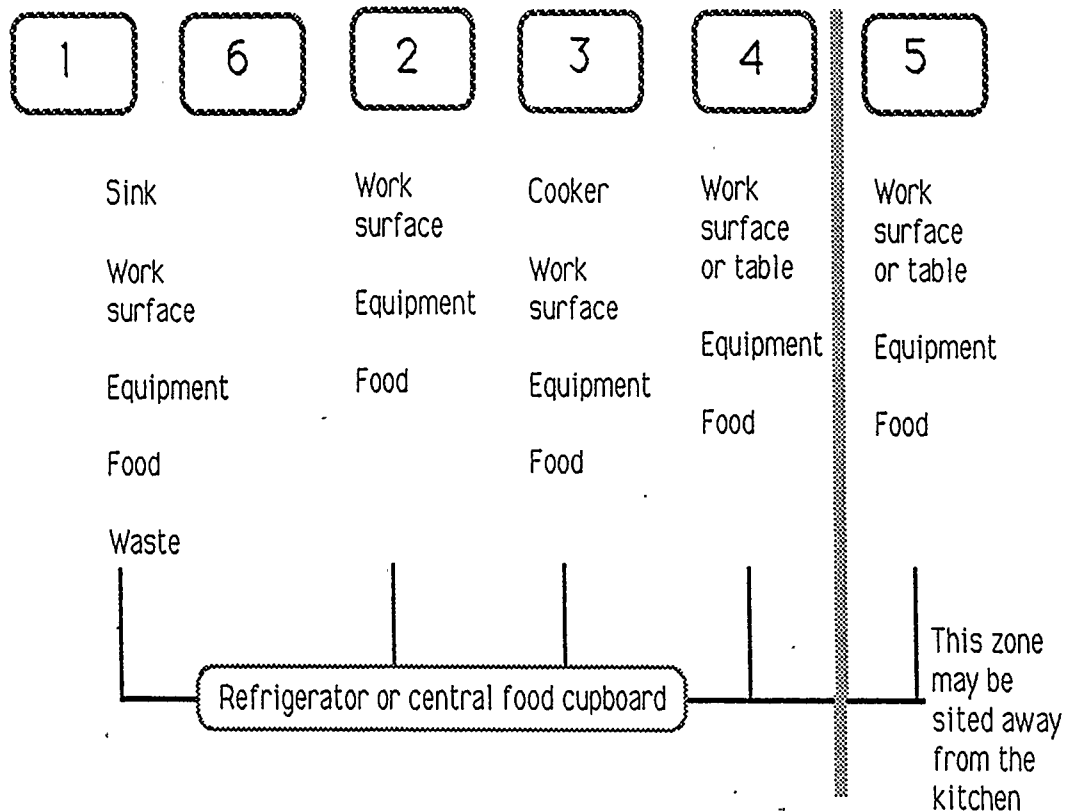 1
6
2
3
4
5
Sink
Work
surface
Equipment
Food
Waste
Work
surface
Equipment
Food
Cooker
Work
surface
Equipment
Food
Work
surface
or table
Equipment
Food
Work
surface
or table
Equipment
Food
Refrigerator or central food cupboard
This zone
may be
sited away
from the
kitchen